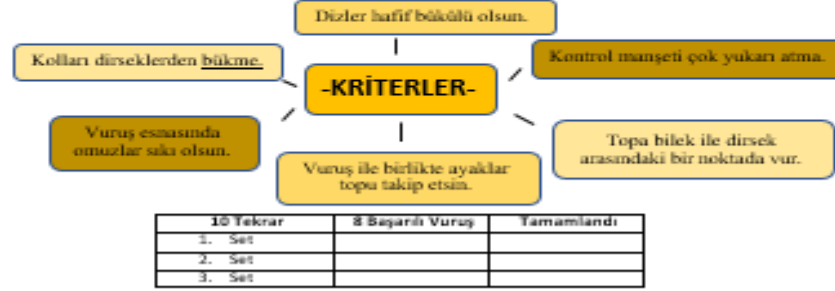 Dizler hafif bükülü olsun.
Kolları dirseklerden bükme.
Kontrol manşeti çok yukarı atma.
-KRİTERLER-
Vuruş esnasında
omuzlar sıkı olsun.
Topa bilek ile dirsek
arasındaki bir noktada vur.
Vuruş ile birlikte ayaklar
topu takip etsin.
10 Tekrar 8 Başarılı Vuruş Tamamlandı
1. Set
2. Set
3. Set